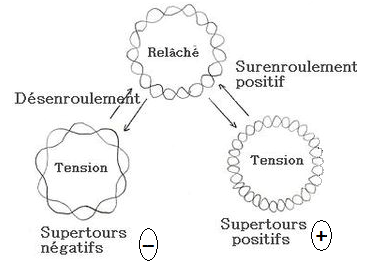 Relâché
Surenroulement
positif
Désenroulement
Tension
Tension
Supertours
négatifs
−
Supertours
positifs
+